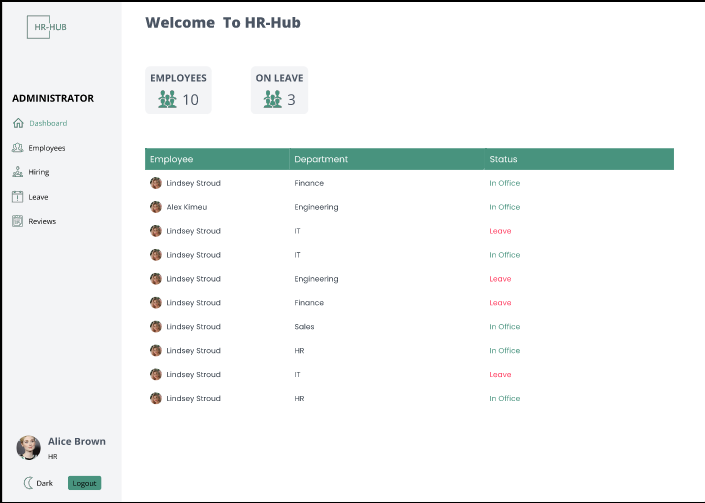 HR-HUB
ADMINISTRATOR
Dashboard
Employees
Hiring
Leave
Reviews
Alice Brown
HR
Dark
Logout
Welcome To HR-Hub
EMPLOYEES
10
ON LEAVE
3
Employee Department Status
Lindsey Stroud Finance In Office
Alex Kimeu Engineering In Office
Lindsey Stroud IT Leave
Lindsey Stroud IT In Office
Lindsey Stroud Engineering Leave
Lindsey Stroud Finance Leave
Lindsey Stroud Sales In Office
Lindsey Stroud HR In Office
Lindsey Stroud IT Leave
Lindsey Stroud HR In Office